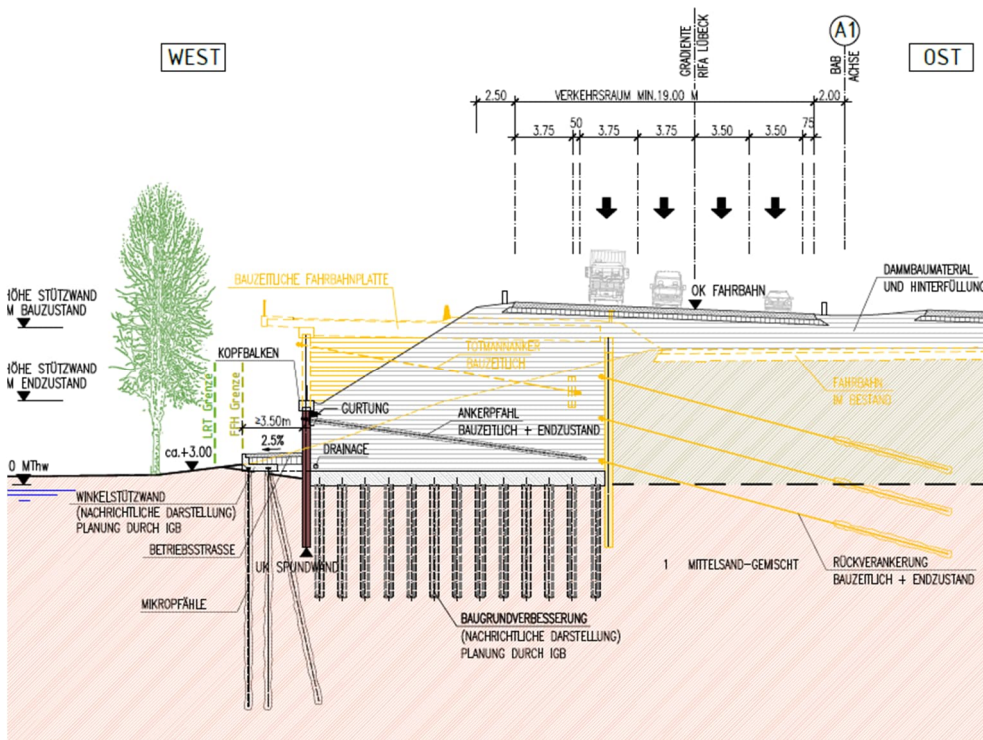 WEST
GRADIENTE
RIFA LÜBECK
A1
BAB
ACHSE
OST
2.50
VERKEHRSRAUM MIN.19.00 M
2.00
3.75
50
3.75
3.75
3.50
3.50
75
BAUZEITLICHE FAHRBAHNPLATTE
OK FAHRBAHN
DAMMBAUMATERIAL
UND HINTERFÜLLUNG
HÖHE STÜTZWAND
M BAUZUSTAND
KOPFBALKEN
TOTMANNANKER
BAUZEITLICH
HÖHE STÜTZWAND
M ENDZUSTAND
LRT Grenze
FFH Grenze
FAHRBAHN
IM BESTAND
GURTUNG
ANKERPFAHL
BAUZEITLICH + ENDZUSTAND
≥3.50m
2.5%
DRAINAGE
ca.+3.00
0 MThw
WINKELSTÜTZWAND
(NACHRICHTLICHE DARSTELLUNG)
PLANUNG DURCH IGB
BETRIEBSSTRASSE
UK SPUNDWAND
1 MITTELSAND-GEMISCHT
RÜCKVERANKERUNG
BAUZEITLICH + ENDZUSTAND
MIKROPFÄHLE
BAUGRUNDVERBESSERUNG
(NACHRICHTLICHE DARSTELLUNG)
PLANUNG DURCH IGB